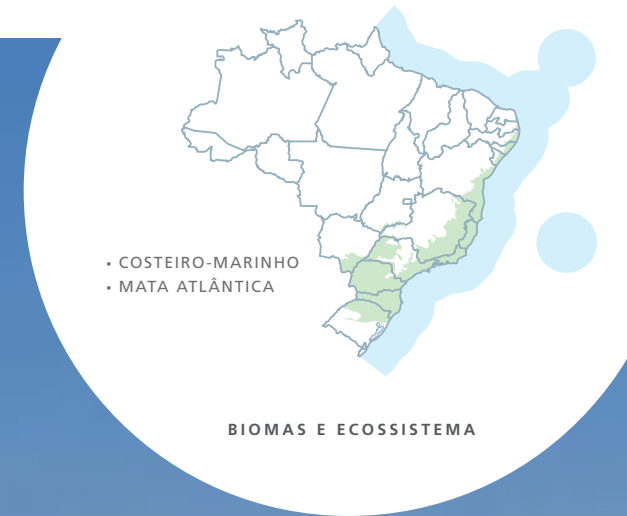 • COSTEIRO-MARINHO
• MATA ATLÂNTICA
BIOMAS E ECOSSISTEMA